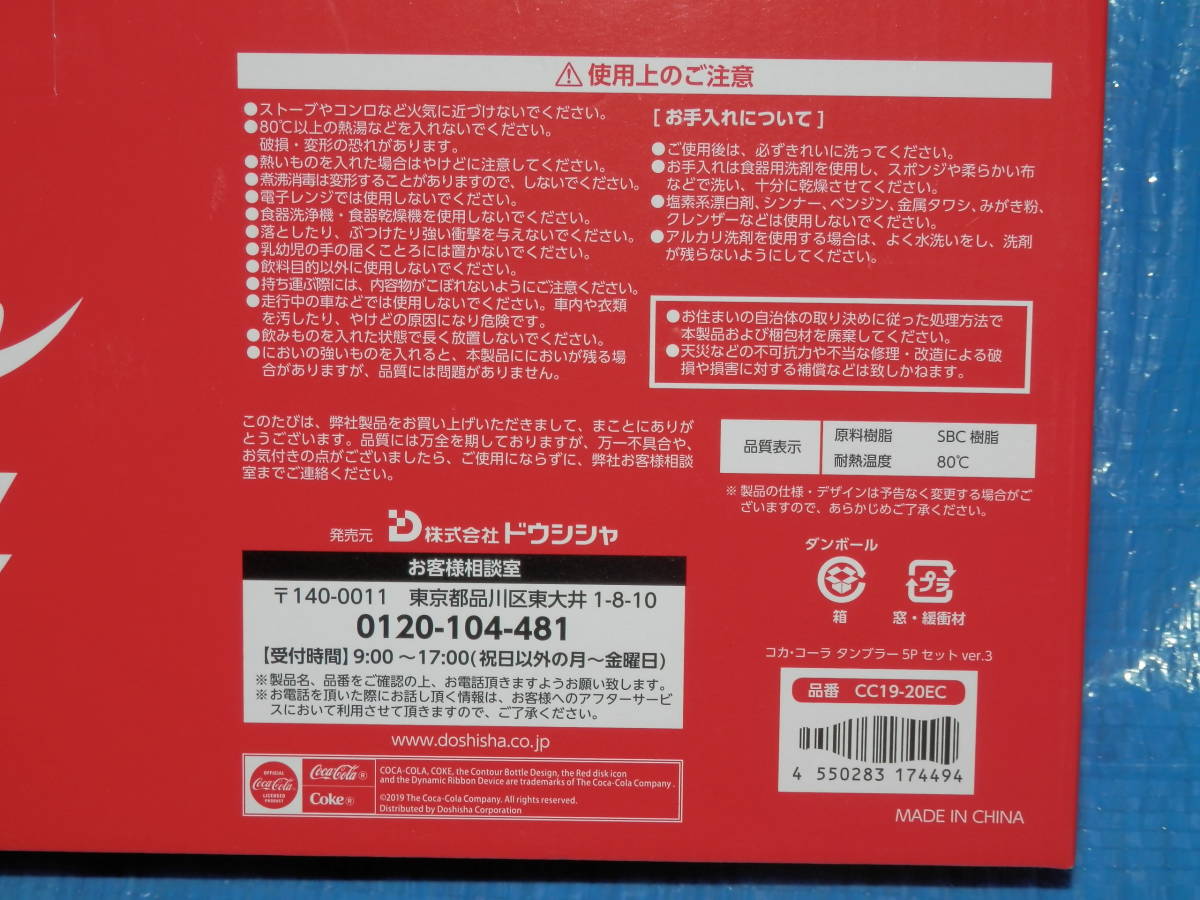 ⚠使用上のご注意
●ストーブやコンロなど火気に近づけないでください。
●80℃以上の熱湯などを入れないでください。
破損・変形の恐れがあります。
●熱いものを入れた場合はやけどに注意してください。
●煮沸消毒は変形することがありますので、しないでください。
●電子レンジでは使用しないでください。
●食器洗浄機・食器乾燥機を使用しないでください。
●落としたり、ぶつけたり強い衝撃を与えないでください。
●乳幼児の手の届くことろには置かないでください。
●飲料目的以外に使用しないでください。
●持ち運ぶ際には、内容物がこぼれないようにご注意ください。
●走行中の車などでは使用しないでください。車内や衣類
を汚したり、やけどの原因になり危険です。
●飲みものを入れた状態で長く放置しないでください。
●においの強いものを入れると、本製品ににおいが残る場
合がありますが、品質には問題がありません。
[お手入れについて]
●ご使用後は、必ずきれいに洗ってください。
●お手入れは食器用洗剤を使用し、スポンジや柔らかい布
などで洗い、十分に乾燥させてください。
●塩素系漂白剤、シンナー、ベンジン、金属タワシ、みがき粉、
クレンザーなどは使用しないでください。
●アルカリ洗剤を使用する場合は、よく水洗いをし、洗剤
が残らないようにしてください。
●お住まいの自治体の取り決めに従った処理方法で
本製品および梱包材を廃棄してください。
●天災などの不可抗力や不当な修理・改造による破
損や損害に対する補償などは致しかねます。
このたびは、弊社製品をお買い上げいただきまして、まことにありが
とうございます。品質には万全を期しておりますが、万一不具合や、
お気付きの点がございましたら、ご使用にならずに、弊社お客様相談
室までご連絡ください。
品質表示
原料樹脂 SBC樹脂
耐熱温度 80℃
※製品の仕様・デザインは予告なく変更する場合がご
ざいますので、あらかじめご了承ください。
発売元 株式会社ドウシシャ
お客様相談室
〒140-0011 東京都品川区東大井1-8-10
0120-104-481
【受付時間】9:00～17:00(祝日以外の月～金曜日)
※製品名、品番をご確認の上、お電話頂きますようお願い致します。
※お電話を頂いた際にお話し頂く情報は、お客様へのアフターサービ
スにおいて利用させて頂きますので、ご了承ください。
www.doshisha.co.jp
OFFICIAL
Coca-Cola
LICENSED
PRODUCT
Coca-Cola®
Coke®
COCA-COLA, COKE, the Contour Bottle Design, the Red disk icon
and the Dynamic Ribbon Device are trademarks of The Coca-Cola Company.
©2019 The Coca-Cola Company. All rights reserved.
Distributed by Doshisha Corporation
ダンボール
箱
プラ
窓・緩衝材
コカ・コーラ タンブラー 5Pセット ver.3
品番 CC19-20EC
4 550283 174494
MADE IN CHINA